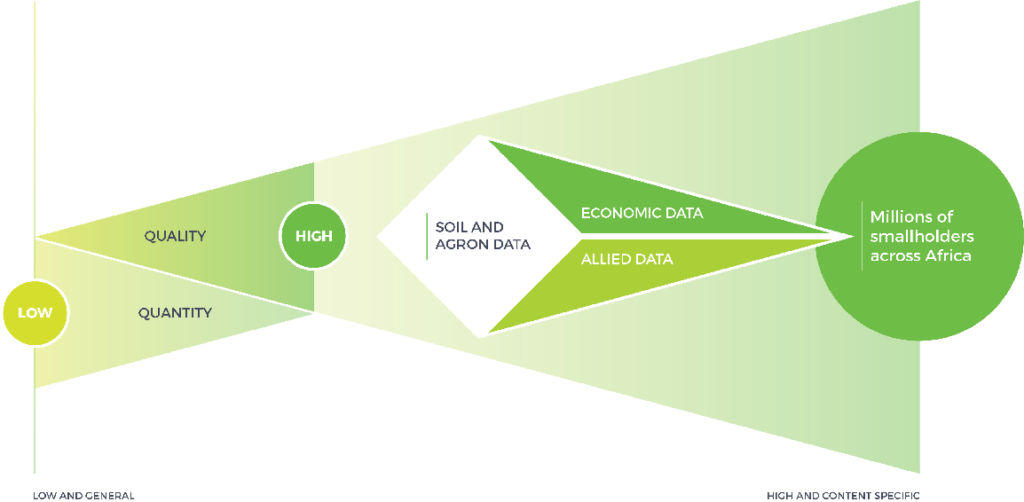 QUALITY
HIGH
LOW
QUANTITY
SOIL AND
AGRON DATA
ECONOMIC DATA
ALLIED DATA
Millions of
smallholders
across Africa
LOW AND GENERAL
HIGH AND CONTENT SPECIFIC